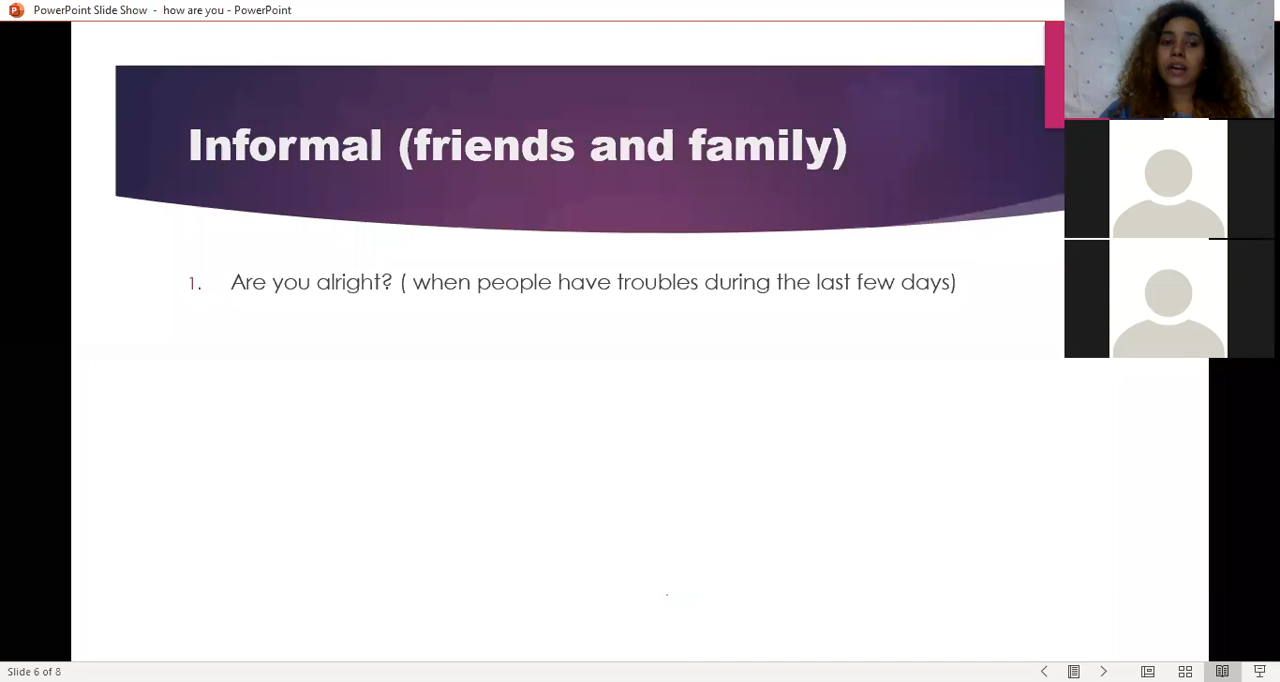 PowerPoint Slide Show - how are you - PowerPoint
Informal (friends and family)
1. Are you alright? ( when people have troubles during the last few days)
Slide 6 of 8